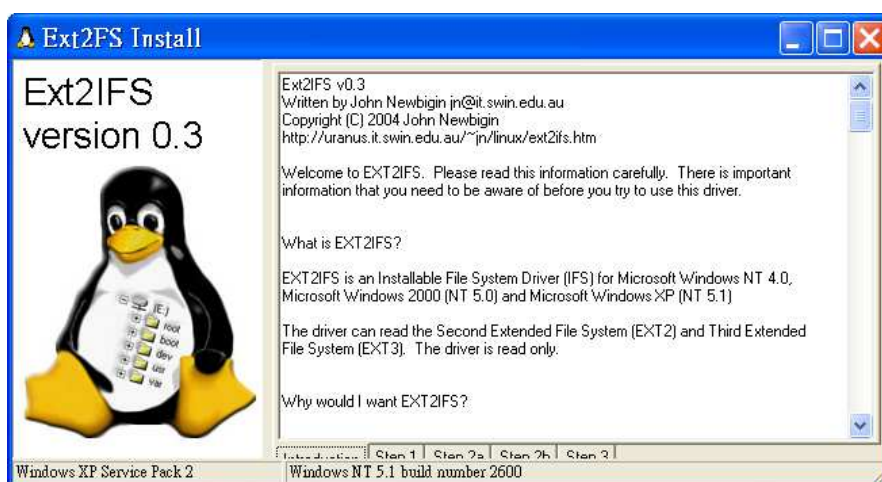 Ext2FS Install
Ext2IFS
version 0.3
(E:)
root
boot
dev
usr
var
Ext2IFS v0.3
Written by John Newbigin jn@it.swin.edu.au
Copyright (C) 2004 John Newbigin
http://uranus.it.swin.edu.au/~jn/linux/ext2ifs.htm
Welcome to EXT2IFS.  Please read this information carefully.  There is important
information that you need to be aware of before you try to use this driver.
What is EXT2IFS?
EXT2IFS is an Installable File System Driver (IFS) for Microsoft Windows NT 4.0,
Microsoft Windows 2000 (NT 5.0) and Microsoft Windows XP (NT 5.1)
The driver can read the Second Extended File System (EXT2) and Third Extended
File System (EXT3).  The driver is read only.
Why would I want EXT2IFS?
Introduction Step 1 Step 2a Step 2b Step 3
Windows XP Service Pack 2 Windows NT 5.1 build number 2600